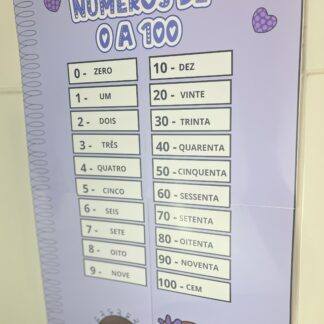 NÚMEROS DE
0 A 100
0 - ZERO
1 - UM
2 - DOIS
3 - TRÊS
4 - QUATRO
5 - CINCO
6 - SEIS
7 - SETE
8 - OITO
9 - NOVE
10 - DEZ
20 - VINTE
30 - TRINTA
40 - QUARENTA
50 - CINQUENTA
60 - SESSENTA
70 - SETENTA
80 - OITENTA
90 - NOVENTA
100 - CEM